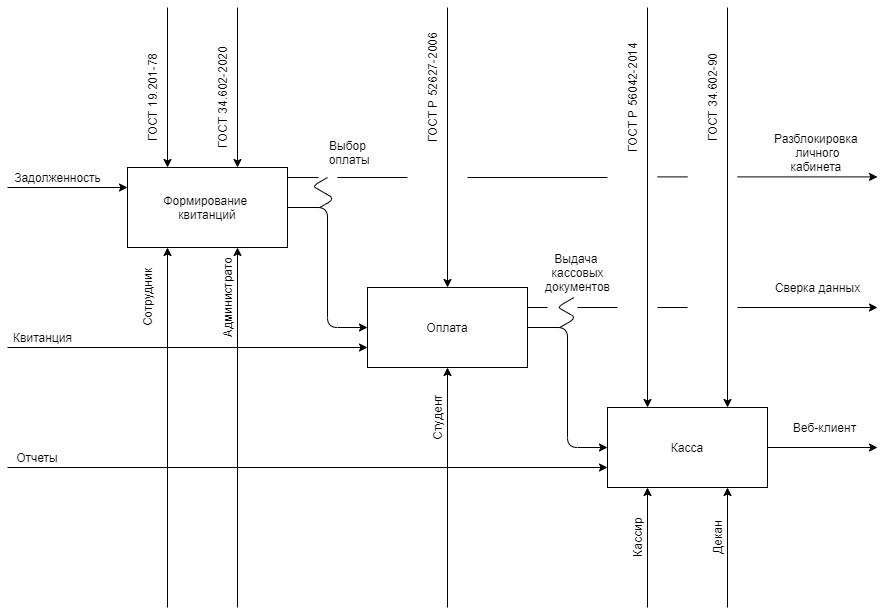 ГОСТ 19.201-78
ГОСТ 34.602-2020
ГОСТ Р 52627-2006
ГОСТ Р 56042-2014
ГОСТ 34.602-90
Задолженность
Формирование
квитанций
Выбор
оплаты
Разблокировка
личного
кабинета
Сотрудник
Администрато
Квитанция
Оплата
Выдача
кассовых
документов
Сверка данных
Студент
Отчеты
Касса
Веб-клиент
Кассир
Декан